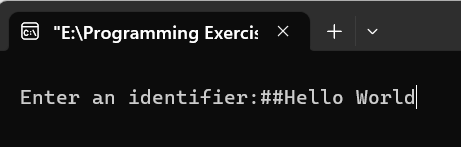 "E:\Programming Exercis
Enter an identifier:##Hello World